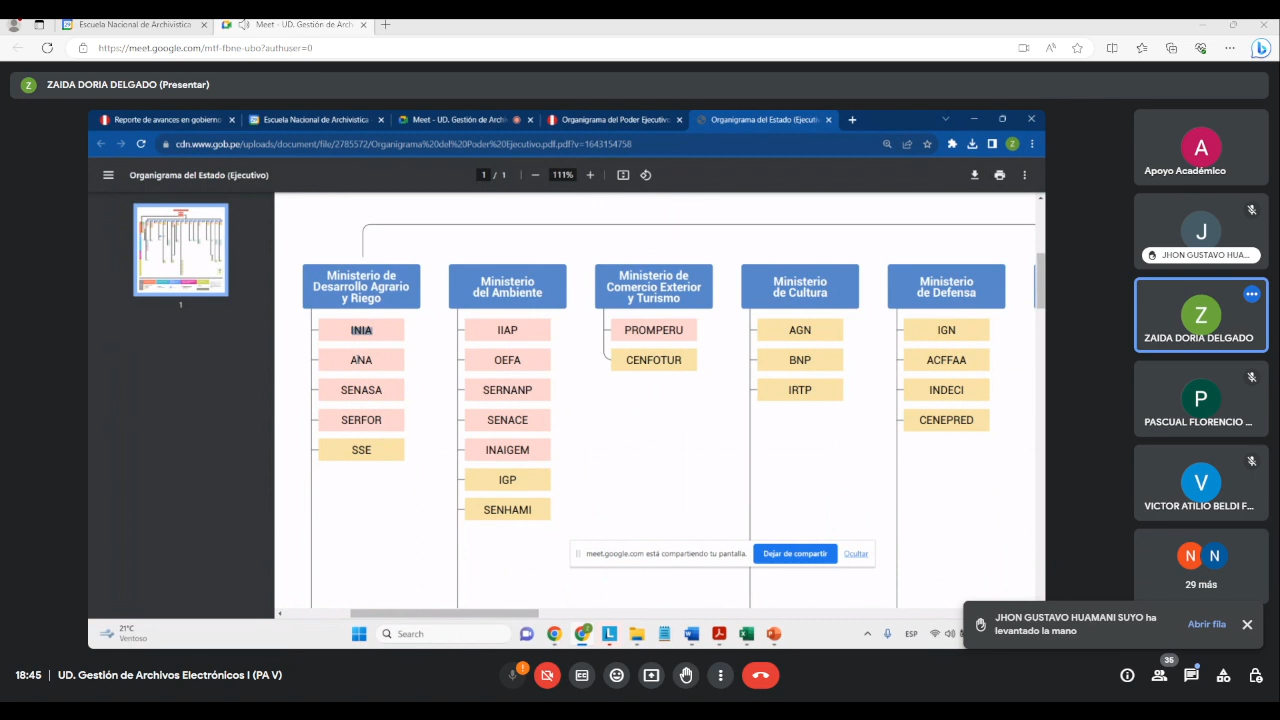 Escuela Nacional de Archivística
Meet - UD. Gestión de Arch
https://meet.google.com/mtf-fbne-ubo?authuser=0
Z
ZAIDA DORIA DELGADO (Presentar)
Reporte de avances en gobierno
Escuela Nacional de Archivística
Meet - UD. Gestión de Archi
Organigrama del Poder Ejecutivo
Organigrama del Estado (Ejecuti
cdn.www.gob.pe/uploads/document/file/2785572/Organigrama%20del%20Poder%20Ejecutivo.pdf.pdf?v=1643154758
Organigrama del Estado (Ejecutivo)
1 / 1
111%
1
Ministerio de
Desarrollo Agrario
y Riego
INIA
ANA
SENASA
SERFOR
SSE
Ministerio
del Ambiente
IIAP
OEFA
SERNANP
SENACE
INAIGEM
IGP
SENHAMI
Ministerio de
Comercio Exterior
y Turismo
PROMPERU
CENFOTUR
Ministerio
de Cultura
AGN
BNP
IRTP
Ministerio
de Defensa
IGN
ACFFAA
INDECI
CENEPRED
meet.google.com está compartiendo tu pantalla.
Dejar de compartir
Ocultar
21°C
Ventoso
Search
ESP
A
Apoyo Académico
J
JHON GUSTAVO HUA...
Z
ZAIDA DORIA DELGADO
P
PASCUAL FLORENCIO ...
V
VICTOR ATILIO BELDI F...
N
N
29 más
JHON GUSTAVO HUAMANI SUYO ha
levantado la mano
Abrir fila
18:45
UD. Gestión de Archivos Electrónicos I (PA V)
35